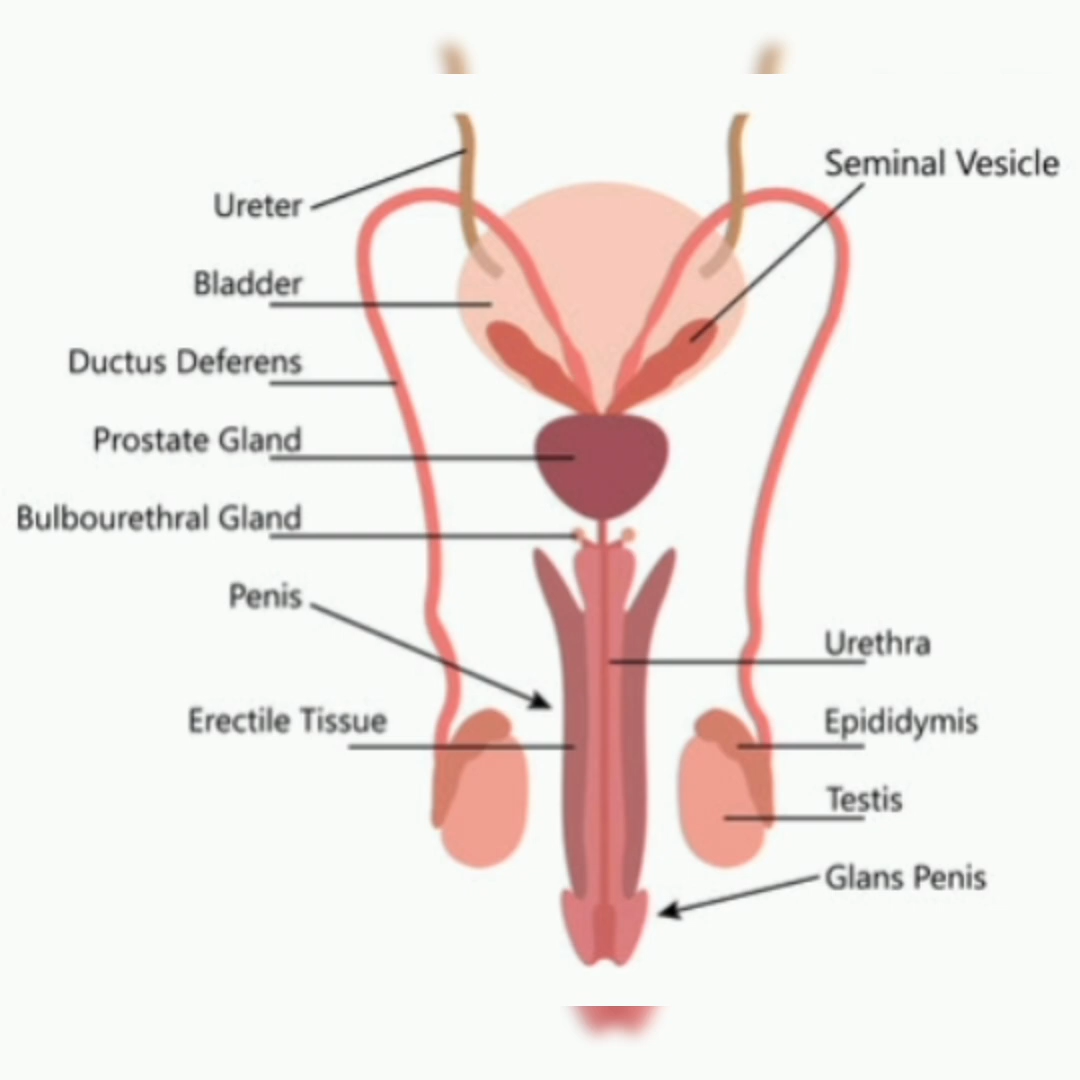 Ureter
Bladder
Ductus Deferens
Prostate Gland
Bulbourethral Gland
Penis
Erectile Tissue
Seminal Vesicle
Urethra
Epididymis
Testis
Glans Penis